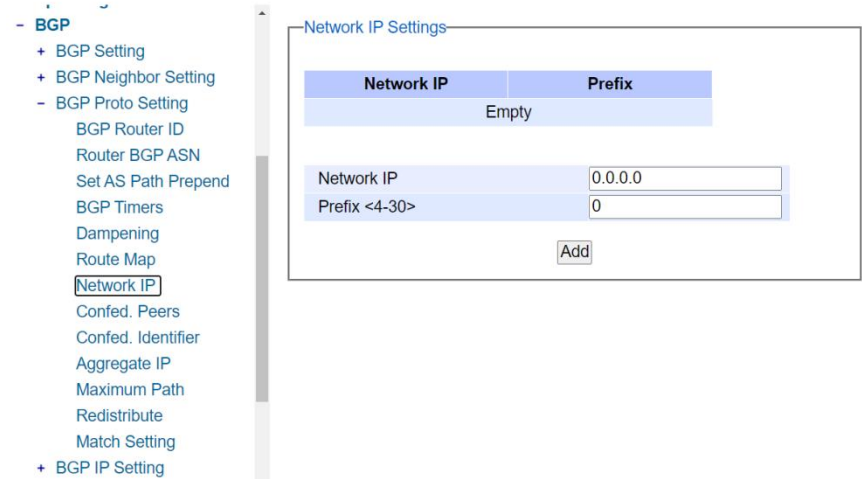 - BGP
+ BGP Setting
+ BGP Neighbor Setting
- BGP Proto Setting
BGP Router ID
Router BGP ASN
Set AS Path Prepend
BGP Timers
Dampening
Route Map
Network IP
Confed. Peers
Confed. Identifier
Aggregate IP
Maximum Path
Redistribute
Match Setting
+ BGP IP Setting
Network IP Settings
Network IP Prefix
Empty
Network IP 0.0.0.0
Prefix <4-30> 0
Add